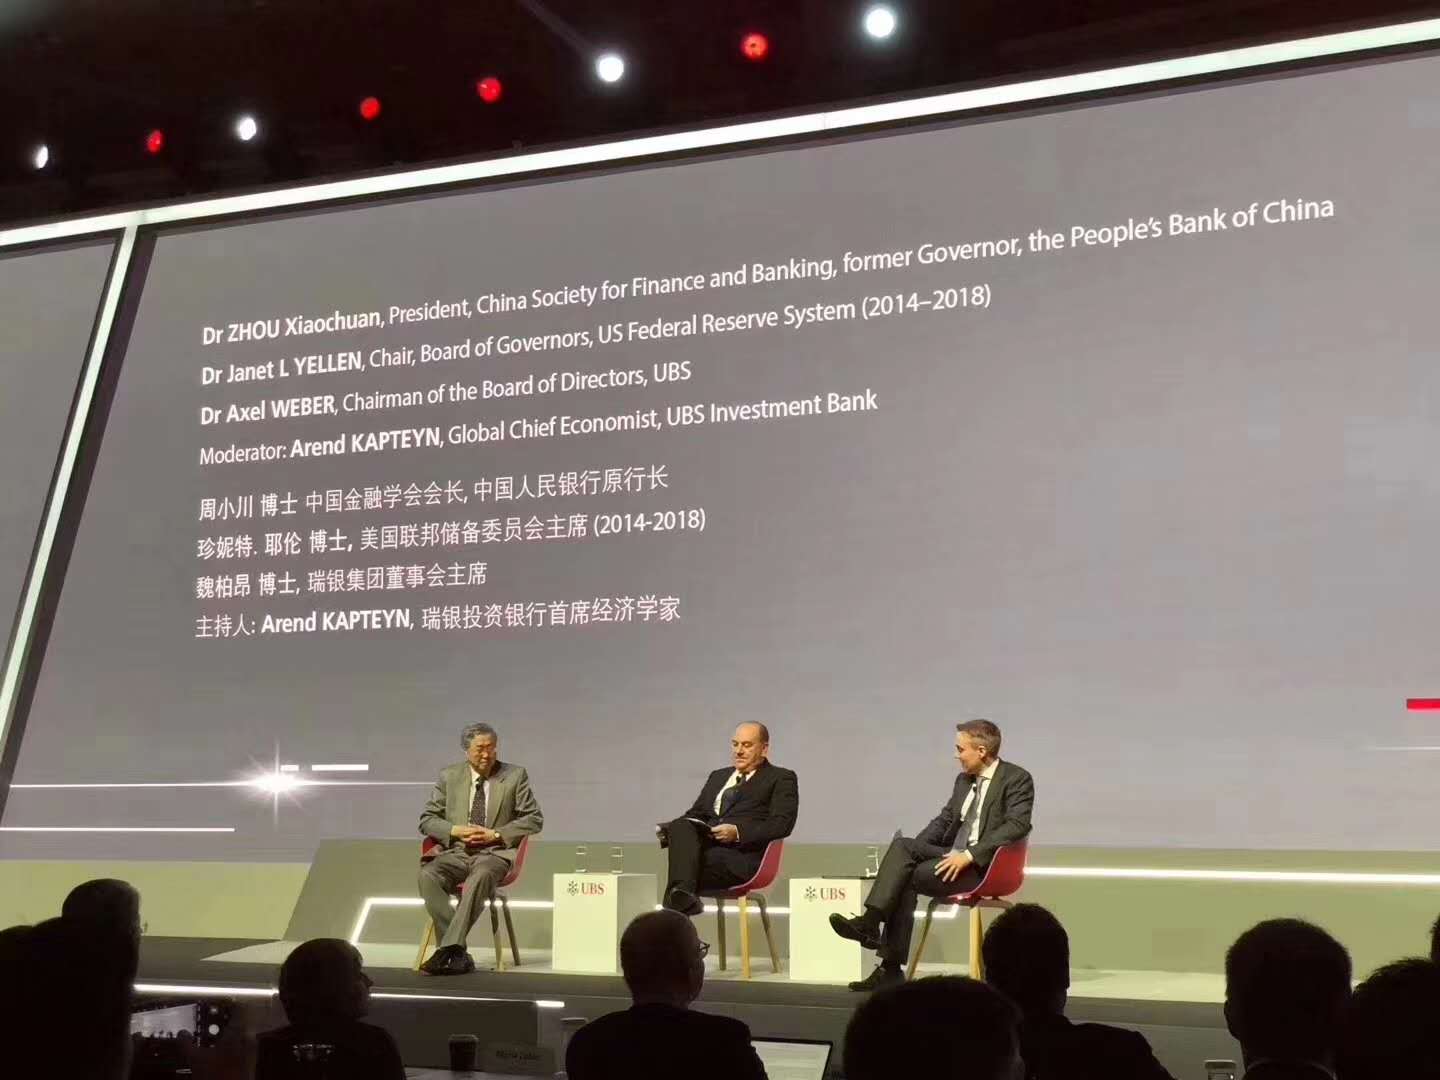 Dr ZHOU Xiaochuan, President, China Society for Finance and Banking, former Governor, the People's Bank of China
Dr Janet L YELLEN, Chair, Board of Governors, US Federal Reserve System (2014–2018)
Dr Axel WEBER, Chairman of the Board of Directors, UBS
Moderator: Arend KAPTEYN, Global Chief Economist, UBS Investment Bank
周小川 博士 中国金融学会会长, 中国人民银行原行长
珍妮特. 耶伦 博士, 美国联邦储备委员会主席 (2014-2018)
魏柏昂 博士, 瑞银集团董事会主席
主持人: Arend KAPTEYN, 瑞银投资银行首席经济学家
UBS
UBS